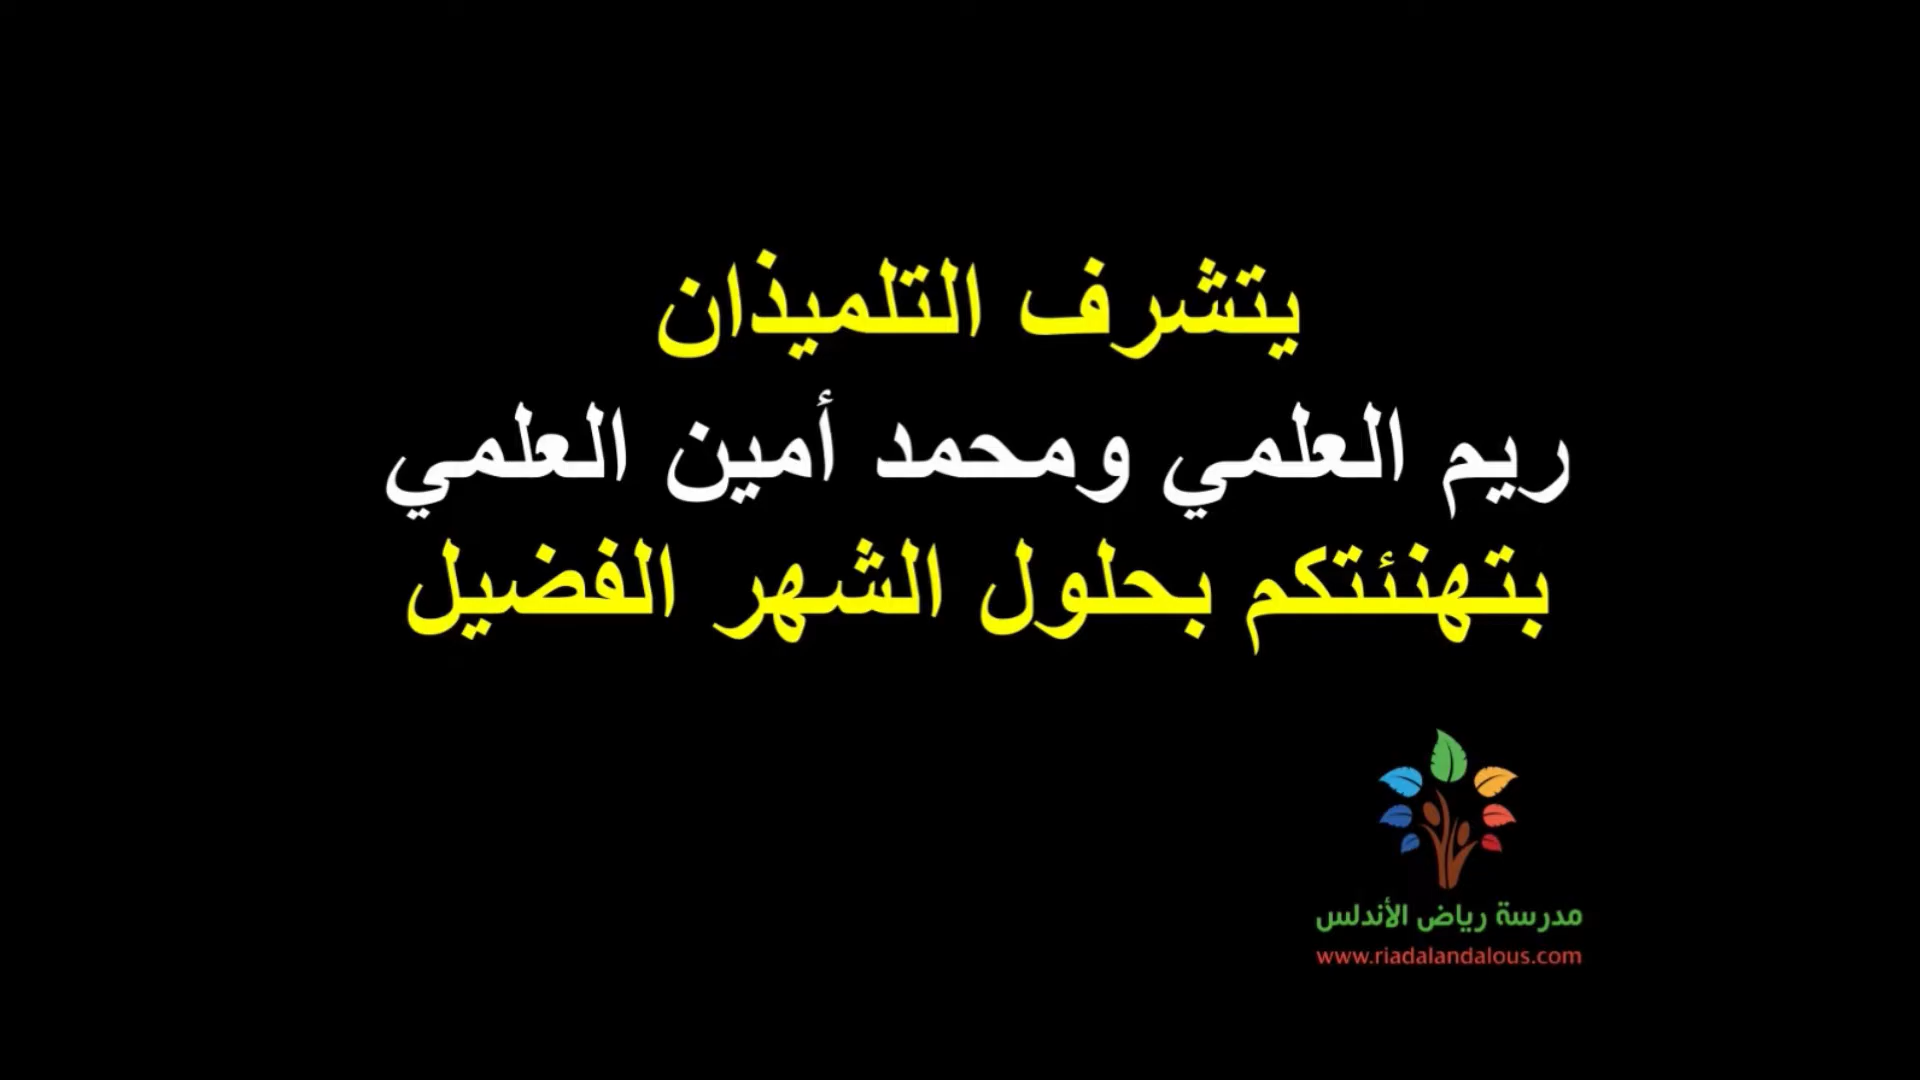 يتشرف التلميذان
ريم العلمي ومحمد أمين العلمي
بتهنئتكم بحلول الشهر الفضيل
مدرسة رياض الأندلس
www.riadalandalous.com